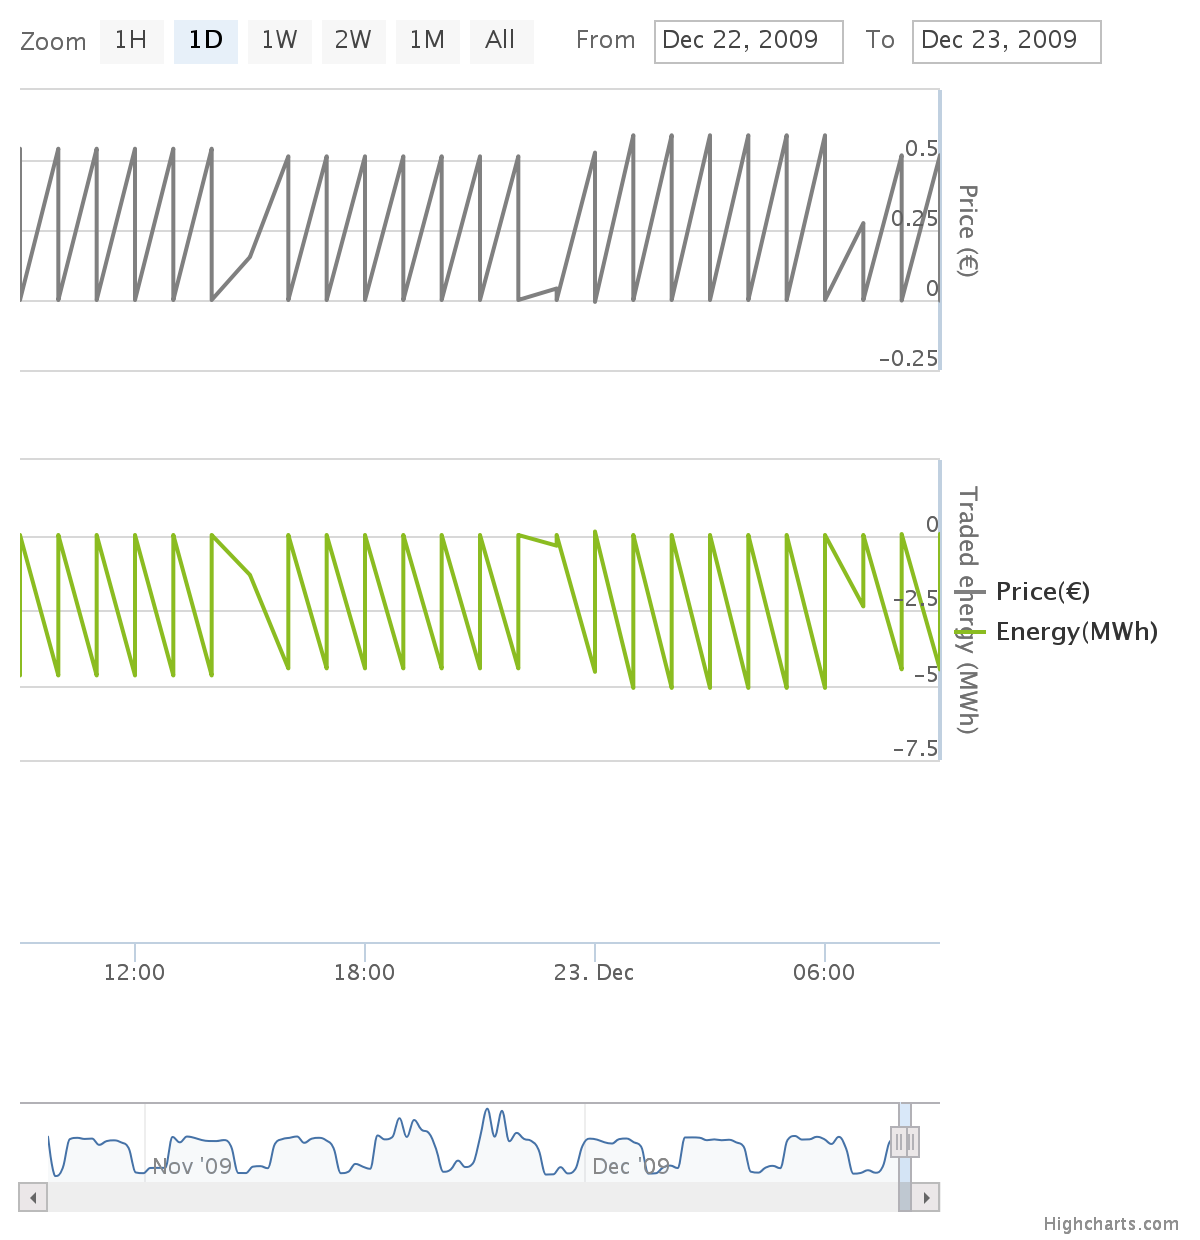 Zoom 1H 1D 1W 2W 1M All From Dec 22, 2009 To Dec 23, 2009
0.5
0.25
0
-0.25
Price (€)
0
-2.5
-5
-7.5
Traded energy (MWh)
Price(€)
Energy(MWh)
12:00 18:00 23. Dec 06:00
Nov '09 Dec '09
Highcharts.com